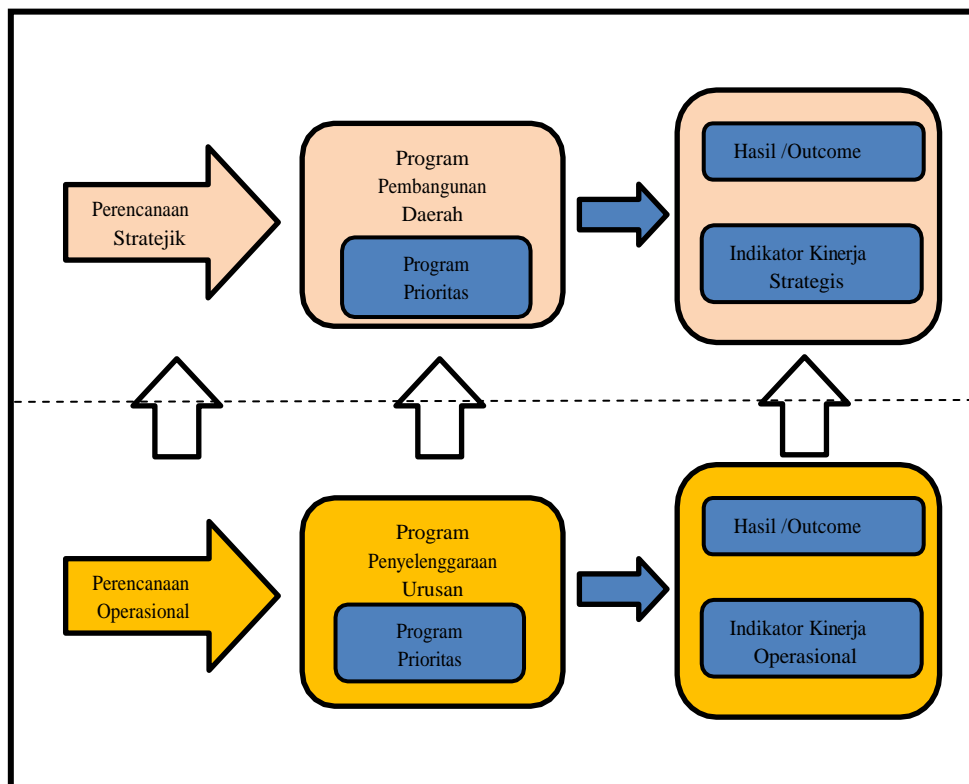 Perencanaan
Stratejik
Program
Pembangunan
Daerah
Program
Prioritas
Hasil /Outcome
Indikator Kinerja
Strategis
Perencanaan
Operasional
Program
Penyelenggaraan
Urusan
Program
Prioritas
Hasil /Outcome
Indikator Kinerja
Operasional